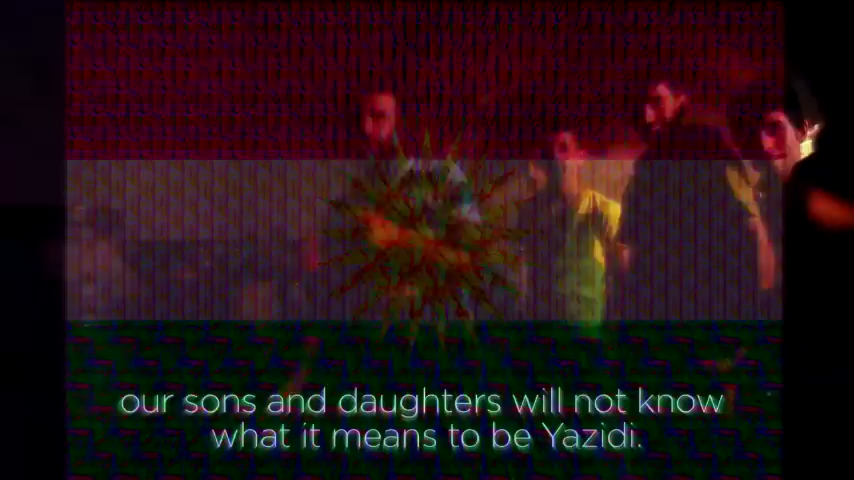 our sons and daughters will not know
what it means to be Yazidi.